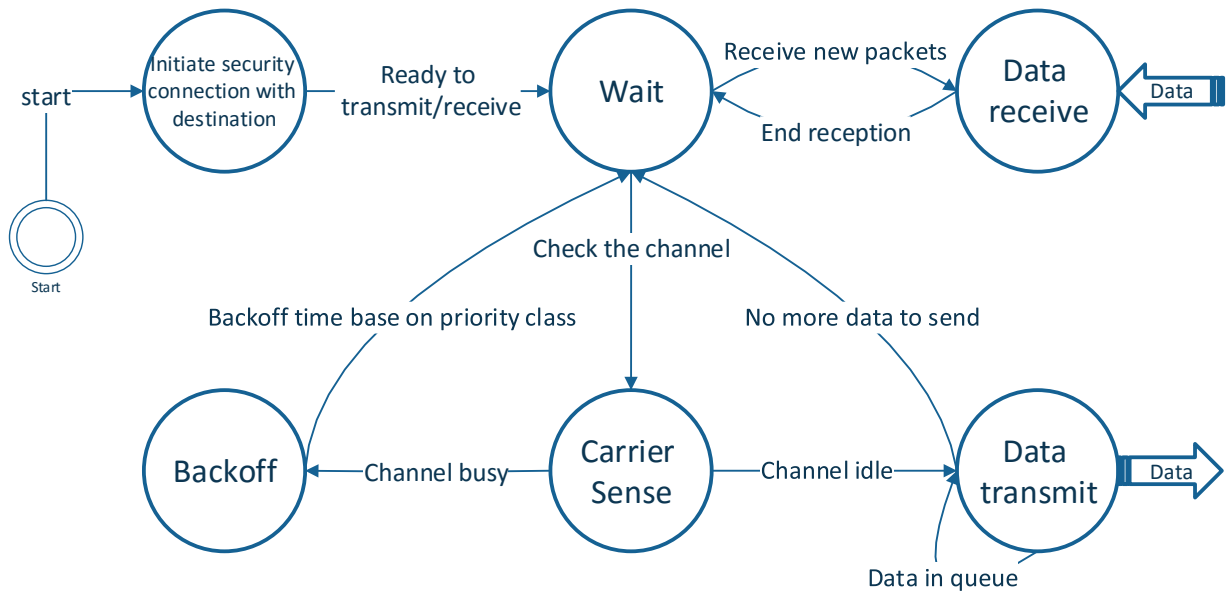 Initiate security
connection with
destination
start
Ready to
transmit/receive
Wait
Receive new packets
End reception
Data
receive
Data
Start
Check the channel
Backoff time base on priority class
No more data to send
Backoff
Channel busy
Carrier
Sense
Channel idle
Data
transmit
Data
Data in queue